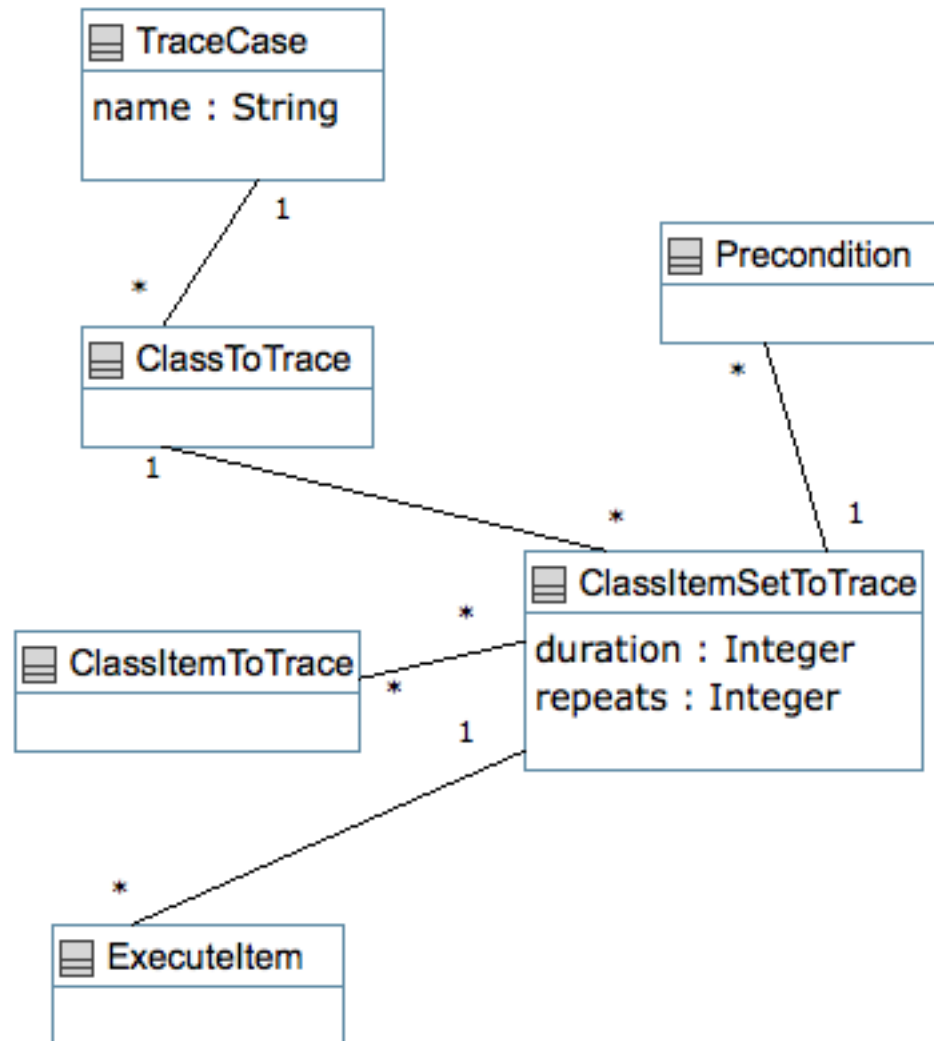 TraceCase
name : String
1
*
ClassToTrace
1
Precondition
*
1
*
ClassItemSetToTrace
duration : Integer
repeats : Integer
*
ClassItemToTrace
*
1
*
ExecuteItem